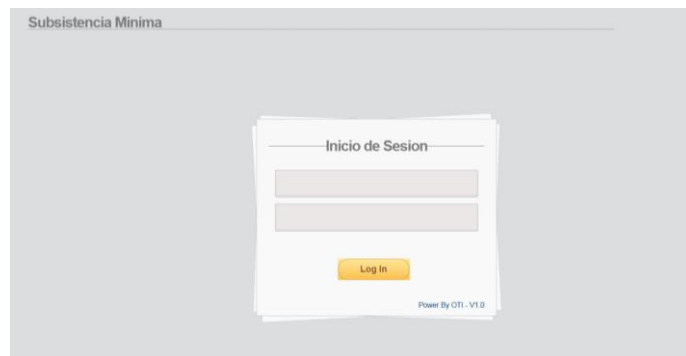 Subsistencia Minima
Inicio de Sesion
Log In
Power By OTI - V1.0